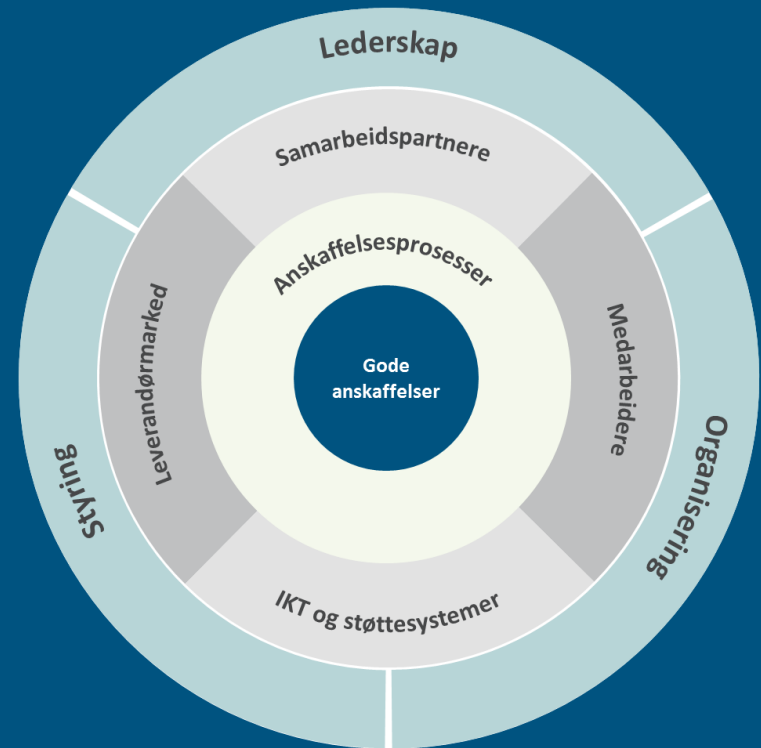 Lederskap
Samarbeidspartnere
Anskaffelsesprosesser
Leverandørmarked
Gode
anskaffelser
Medarbeidere
Styring
Organisering
IKT og støttesystemer